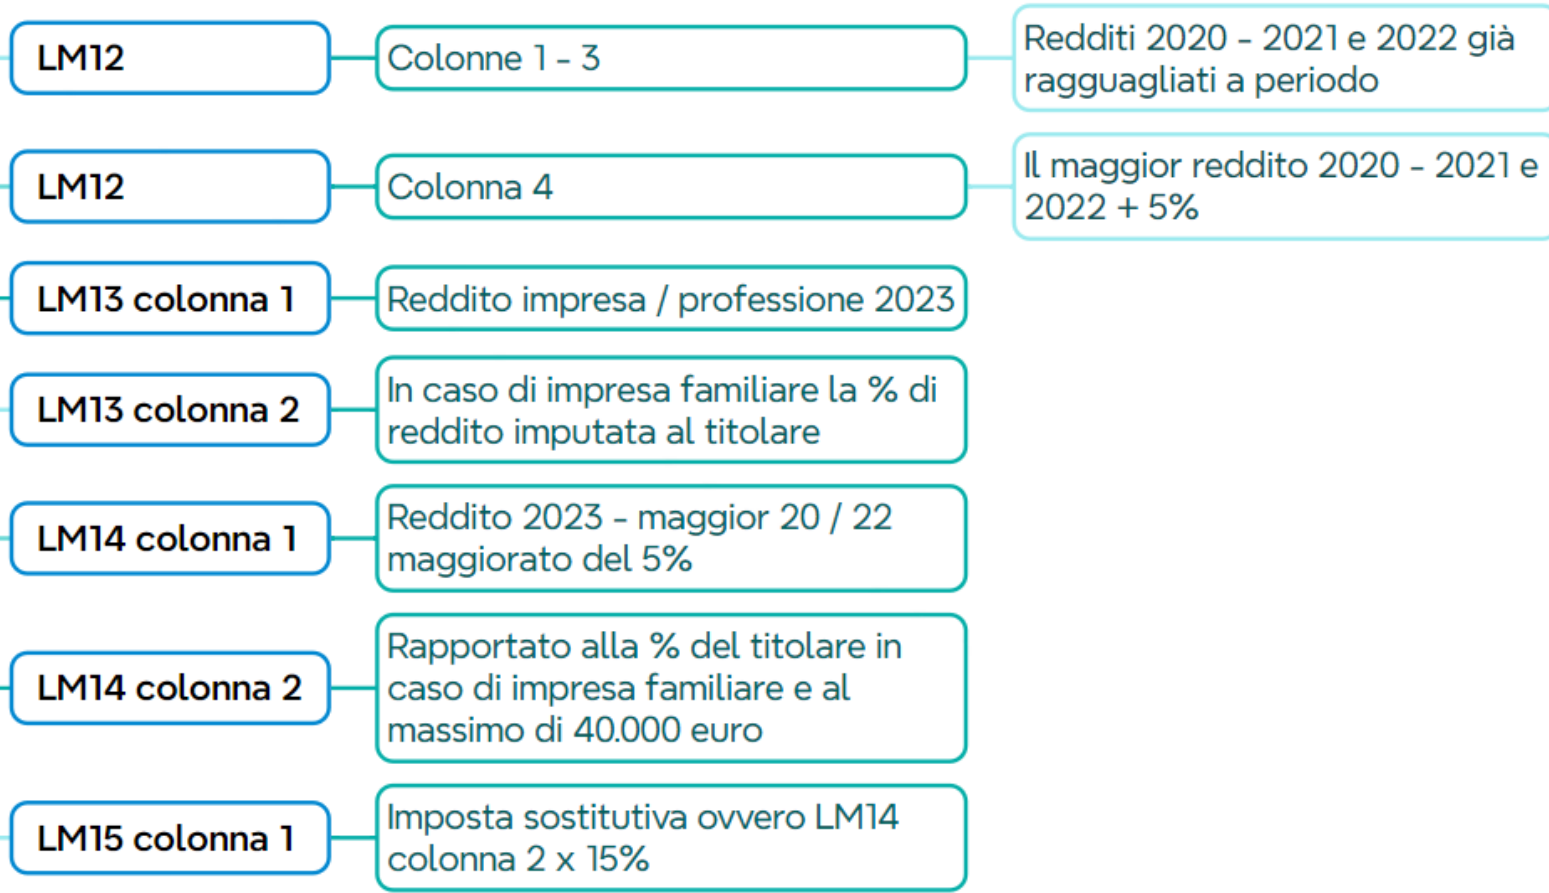 LM12
Colonne 1 - 3
Redditi 2020 - 2021 e 2022 già
ragguagliati a periodo
LM12
Colonna 4
Il maggior reddito 2020 - 2021 e
2022 + 5%
LM13 colonna 1
Reddito impresa / professione 2023
LM13 colonna 2
In caso di impresa familiare la % di
reddito imputata al titolare
LM14 colonna 1
Reddito 2023 - maggior 20 / 22
maggiorato del 5%
LM14 colonna 2
Rapportato alla % del titolare in
caso di impresa familiare e al
massimo di 40.000 euro
LM15 colonna 1
Imposta sostitutiva ovvero LM14
colonna 2 x 15%